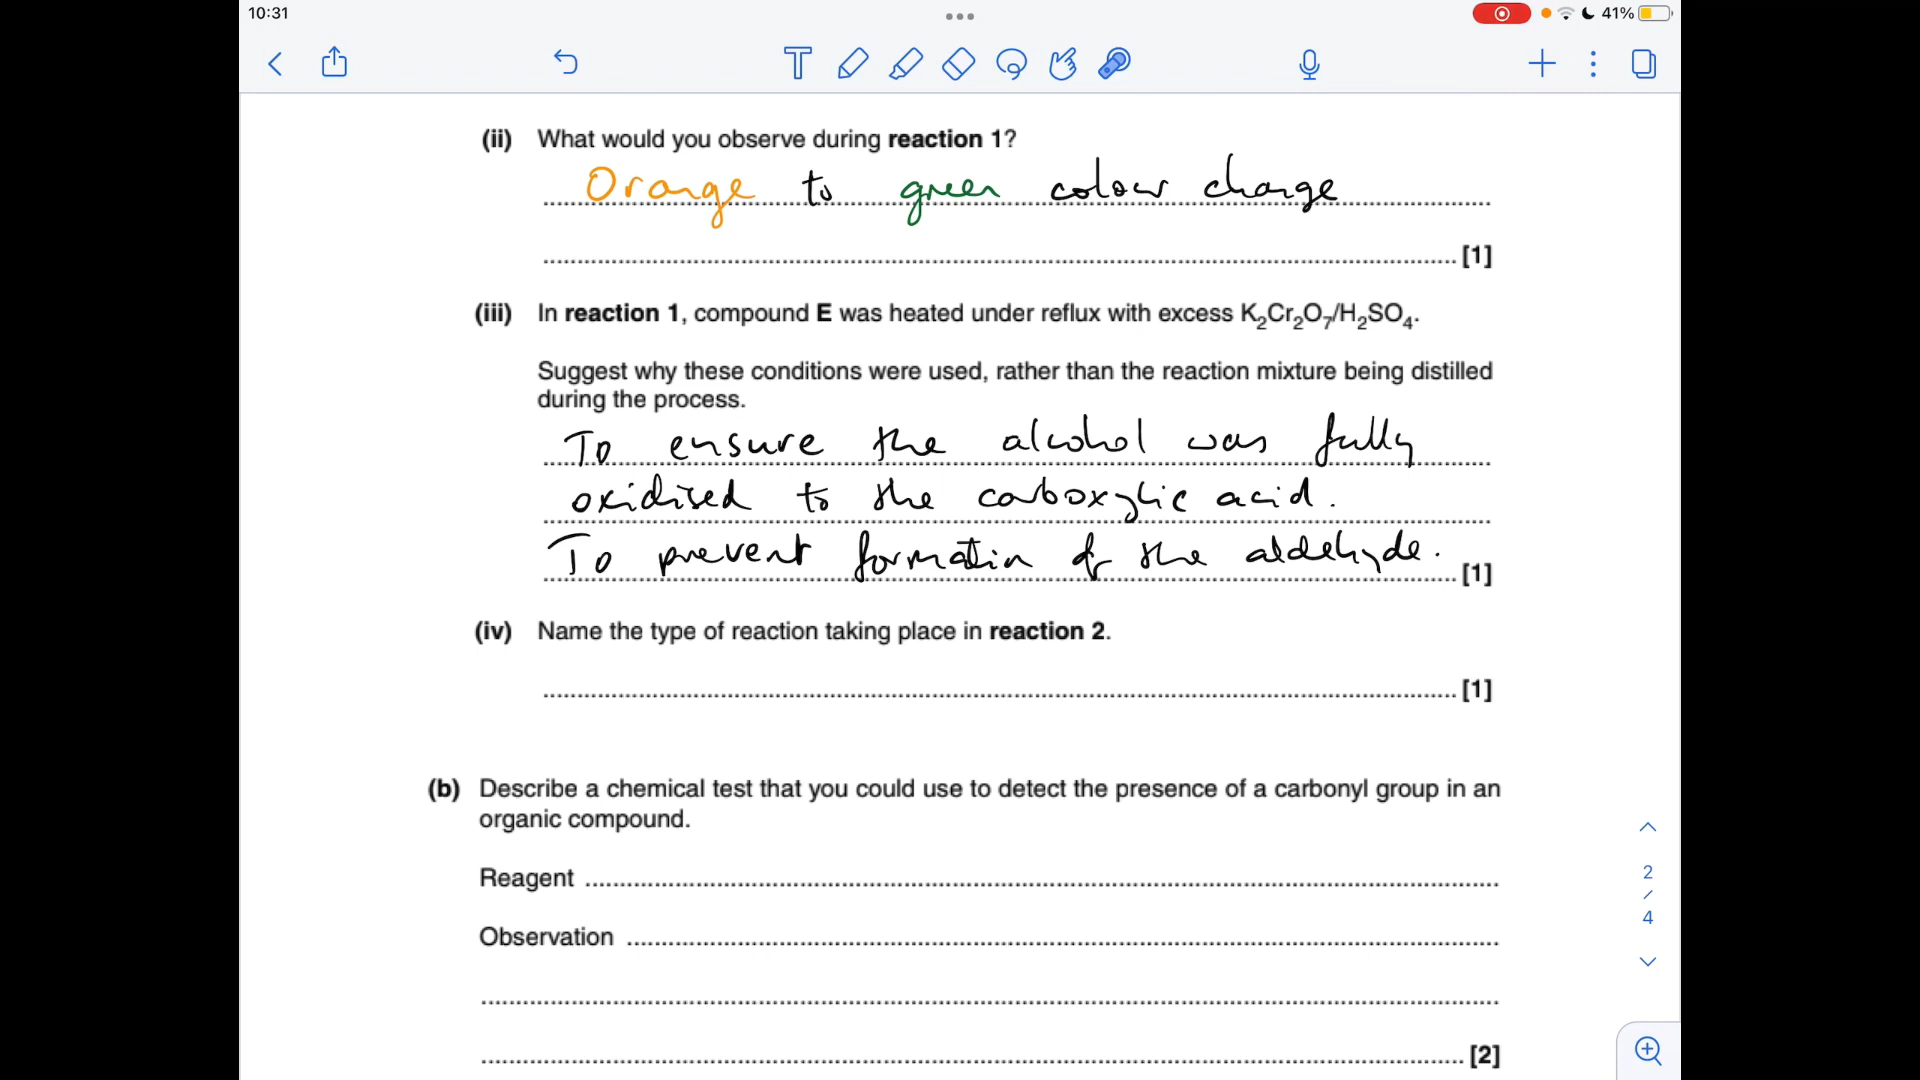 10:31
41%
(ii) What would you observe during reaction 1?
Orange to green colour change
[1]
(iii) In reaction 1, compound E was heated under reflux with excess K₂Cr₂O₇/H₂SO₄.
Suggest why these conditions were used, rather than the reaction mixture being distilled
during the process.
To ensure the alcohol was fully
oxidised to the carboxylic acid.
To prevent formation of the aldehyde.
[1]
(iv) Name the type of reaction taking place in reaction 2.
[1]
(b) Describe a chemical test that you could use to detect the presence of a carbonyl group in an
organic compound.
Reagent
Observation
[2]
2
/
4